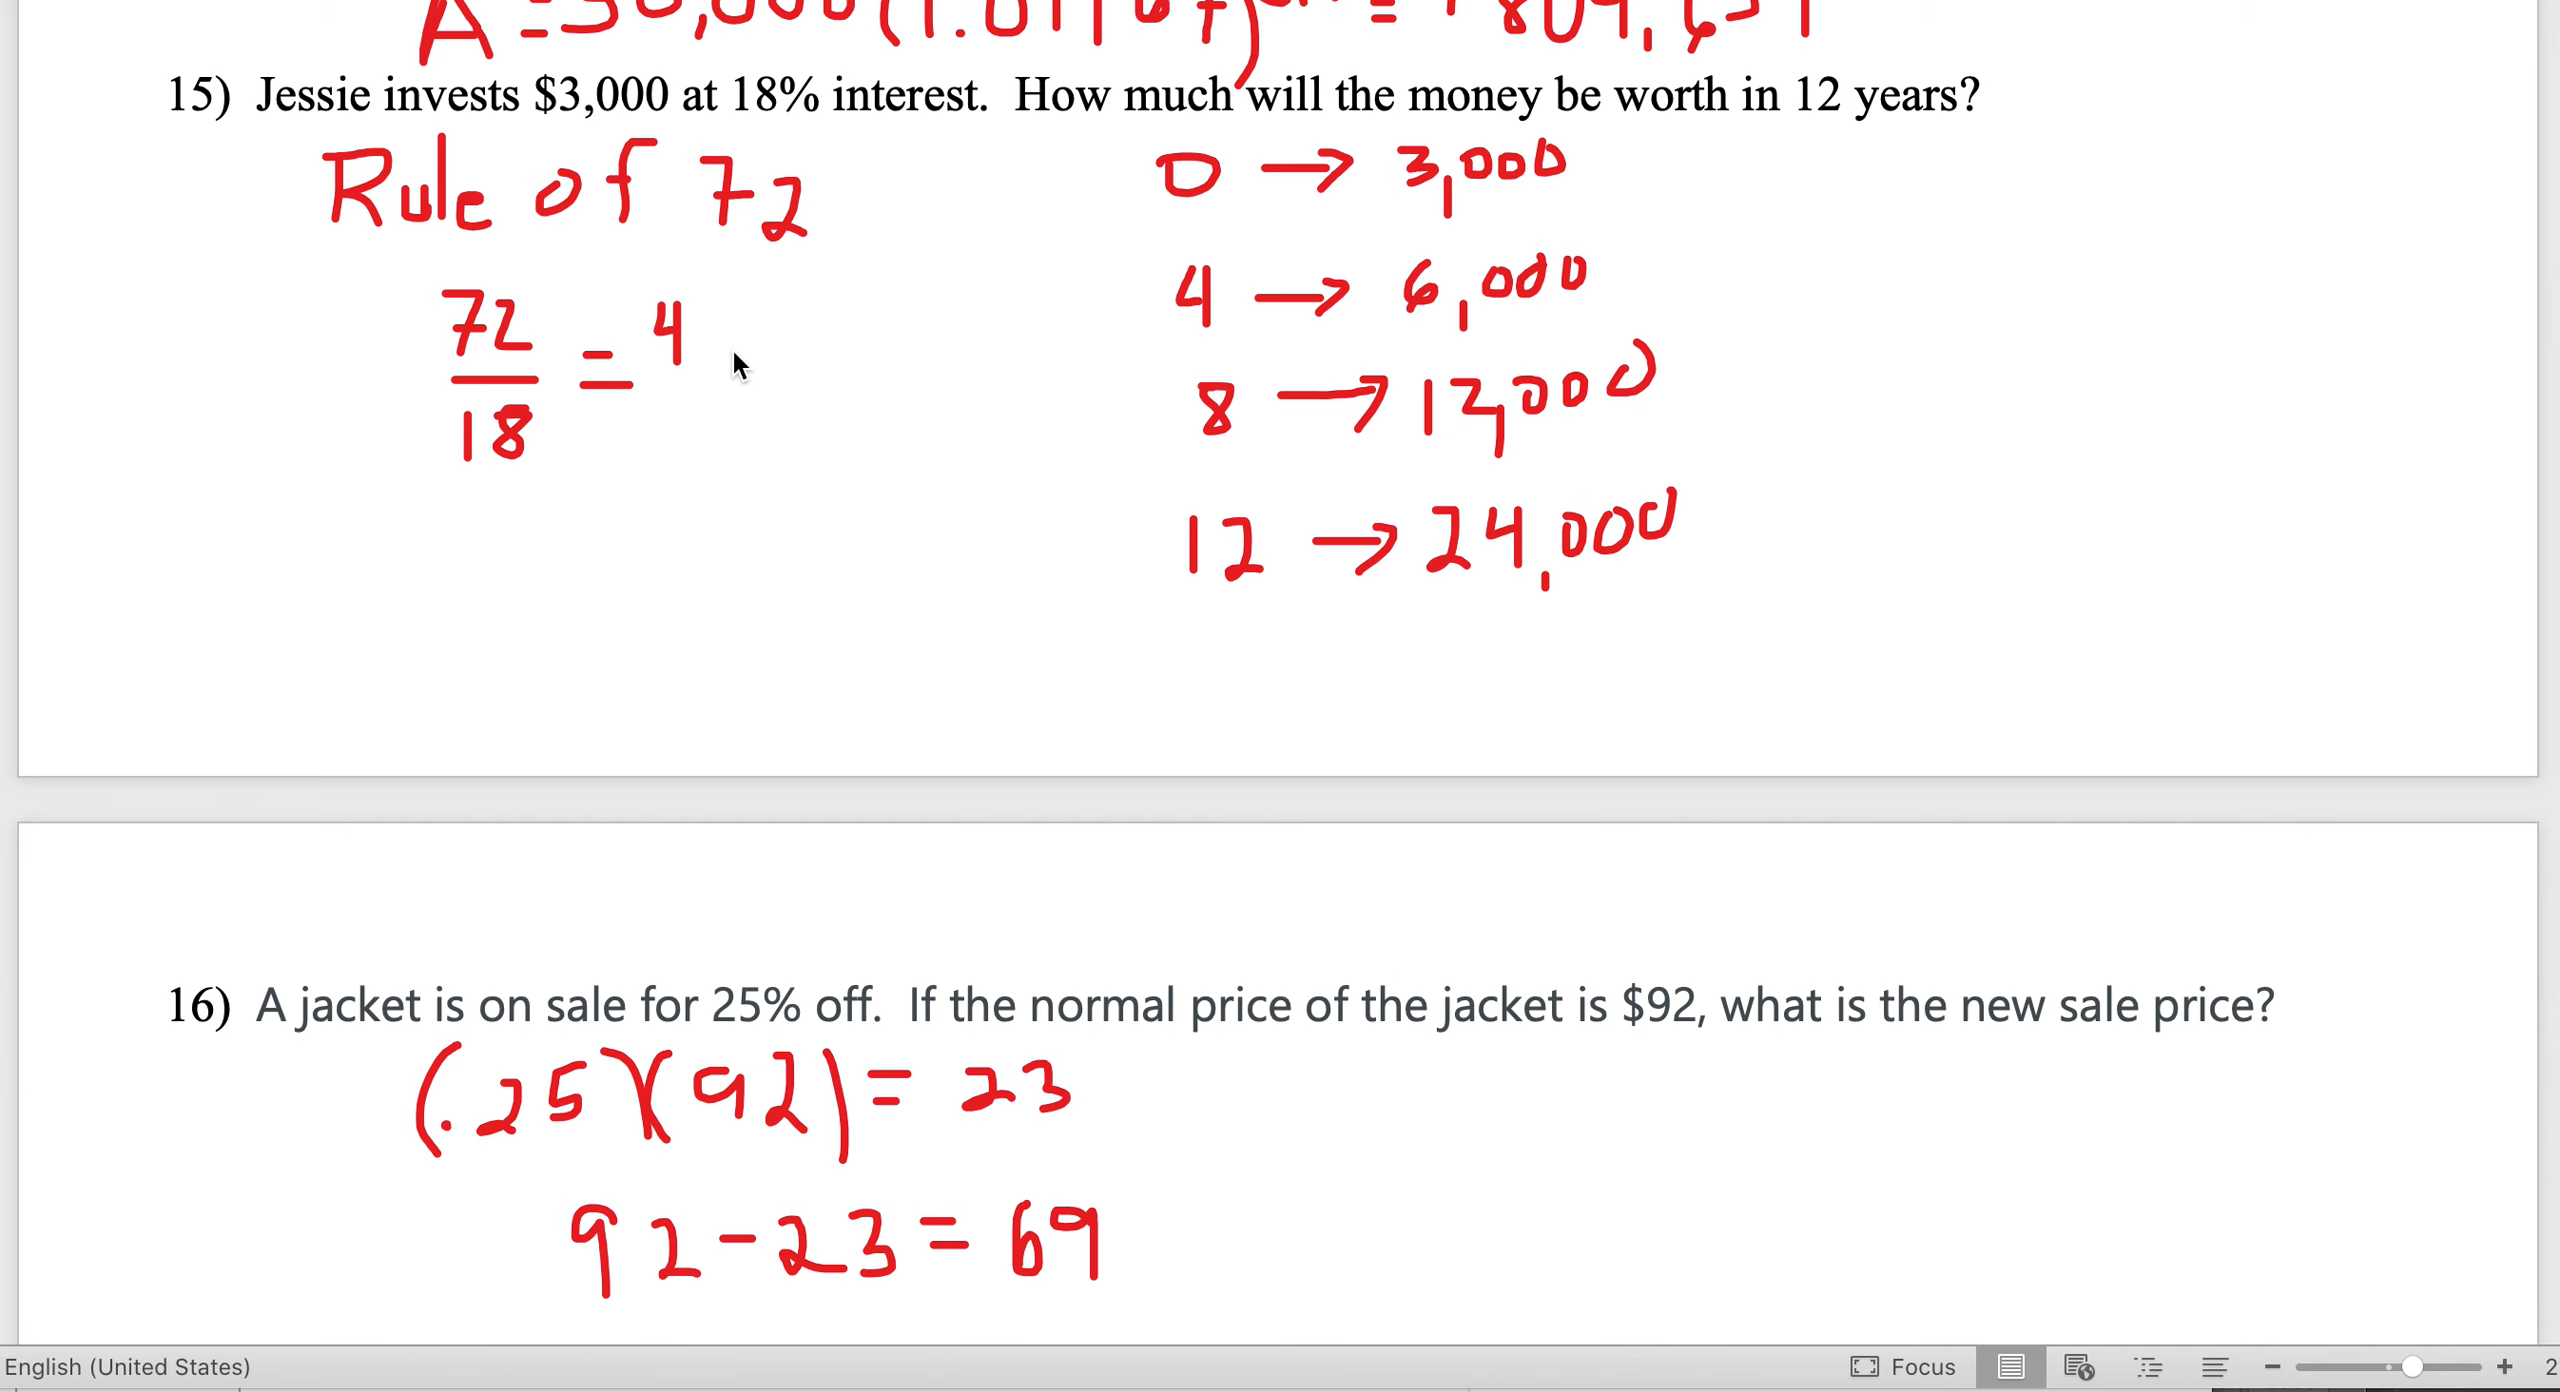 15) Jessie invests $3,000 at 18% interest. How much will the money be worth in 12 years?
Rule of 72
72
18
= 4
0 → 3,000
4 → 6,000
8 → 12,000
12 → 24,000
16) A jacket is on sale for 25% off. If the normal price of the jacket is $92, what is the new sale price?
(.25)(92) = 23
92 - 23 = 69
English (United States)
Focus